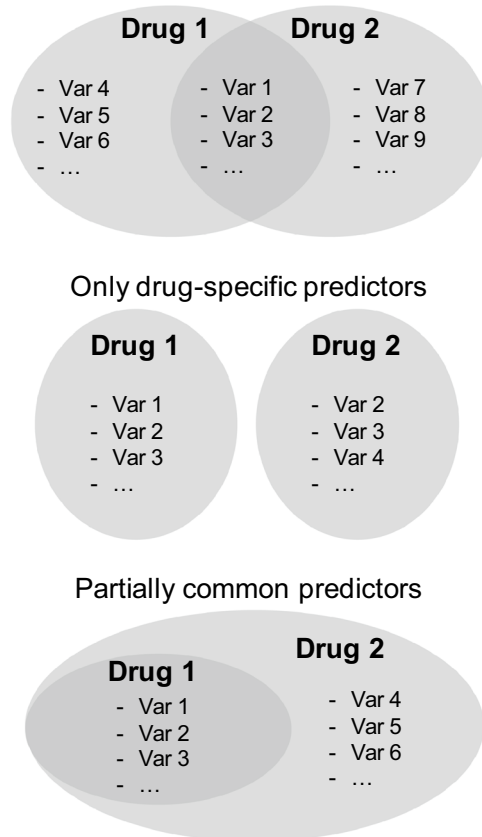 Drug 1 Drug 2
- Var 4 - Var 1 - Var 7
- Var 5 - Var 2 - Var 8
- Var 6 - Var 3 - Var 9
- … - … - …
Only drug-specific predictors
Drug 1 Drug 2
- Var 1 - Var 2
- Var 2 - Var 3
- Var 3 - Var 4
- … - …
Partially common predictors
Drug 2
Drug 1
- Var 1 - Var 4
- Var 2 - Var 5
- Var 3 - Var 6
- … - …